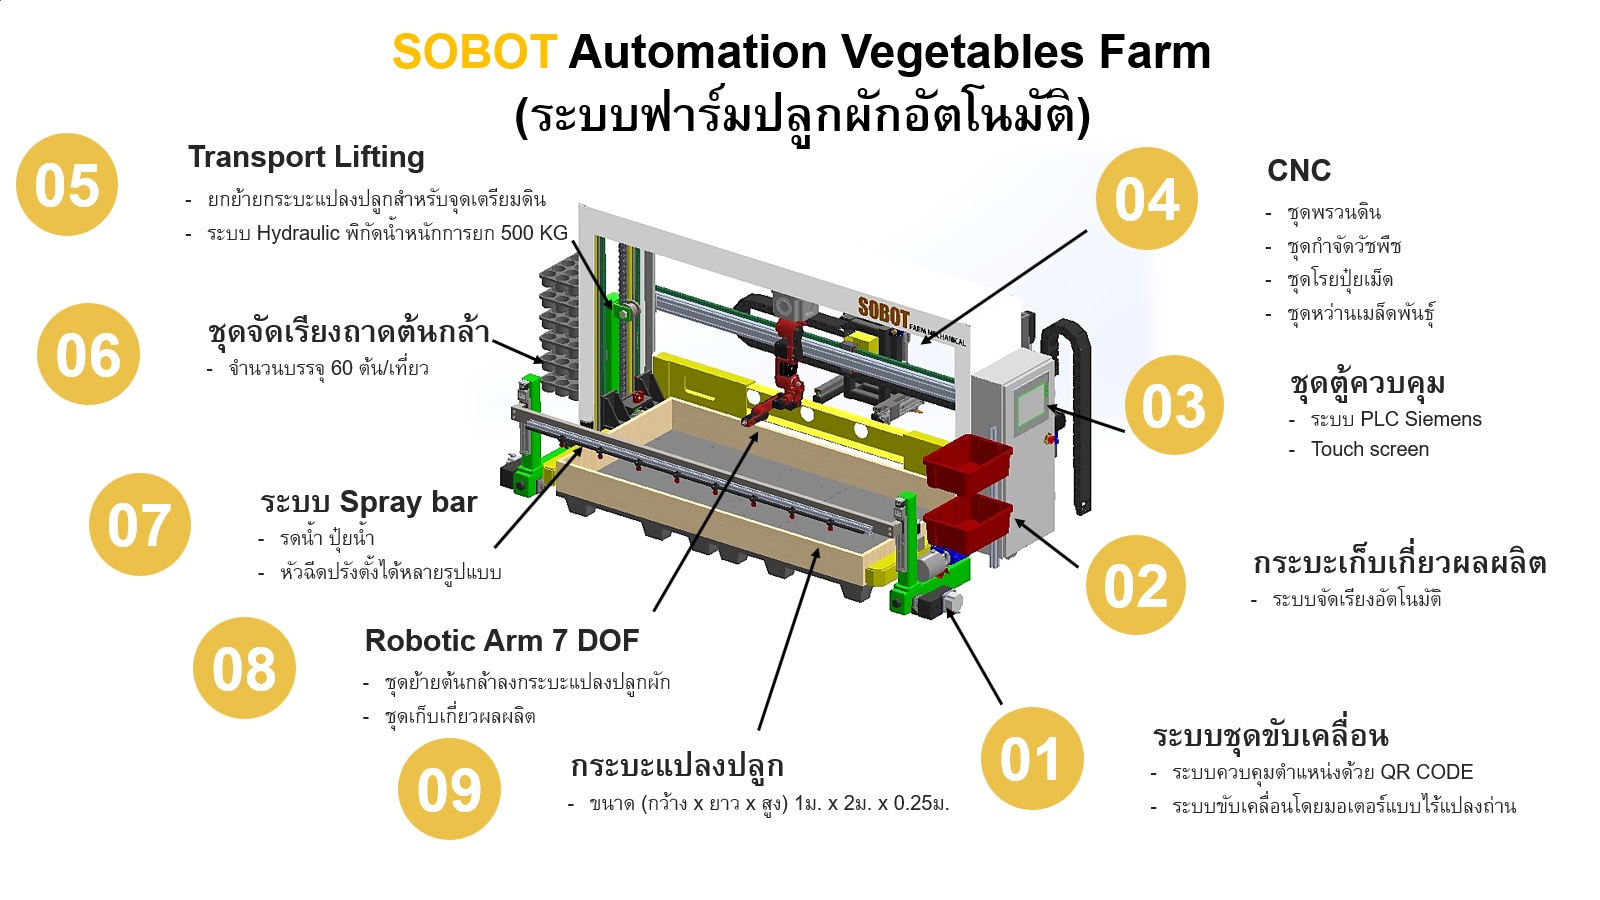 SOBOT Automation Vegetables Farm
(ระบบฟาร์มปลูกผักอัตโนมัติ)
05
Transport Lifting
- ยกย้ายกระบะแปลงปลูกสำหรับจุดเตรียมดิน
- ระบบ Hydraulic พิกัดน้ำหนักการยก 500 KG
04
CNC
- ชุดพรวนดิน
- ชุดกำจัดวัชพืช
- ชุดโรยปุ๋ยเม็ด
- ชุดหว่านเมล็ดพันธุ์
06
ชุดจัดเรียงถาดต้นกล้า
- จำนวนบรรจุ 60 ต้น/เที่ยว
SOBOT
FARM MECHANICAL
03
ชุดตู้ควบคุม
- ระบบ PLC Siemens
- Touch screen
07
ระบบ Spray bar
- รดน้ำ ปุ๋ยน้ำ
- หัวฉีดปรังตั้งได้หลายรูปแบบ
02
กระบะเก็บเกี่ยวผลผลิต
- ระบบจัดเรียงอัตโนมัติ
08
Robotic Arm 7 DOF
- ชุดย้ายต้นกล้าลงกระบะแปลงปลูกผัก
- ชุดเก็บเกี่ยวผลผลิต
01
ระบบชุดขับเคลื่อน
- ระบบควบคุมตำแหน่งด้วย QR CODE
- ระบบขับเคลื่อนโดยมอเตอร์แบบไร้แปลงถ่าน
09
กระบะแปลงปลูก
- ขนาด (กว้าง x ยาว x สูง) 1ม. x 2ม. x 0.25ม.